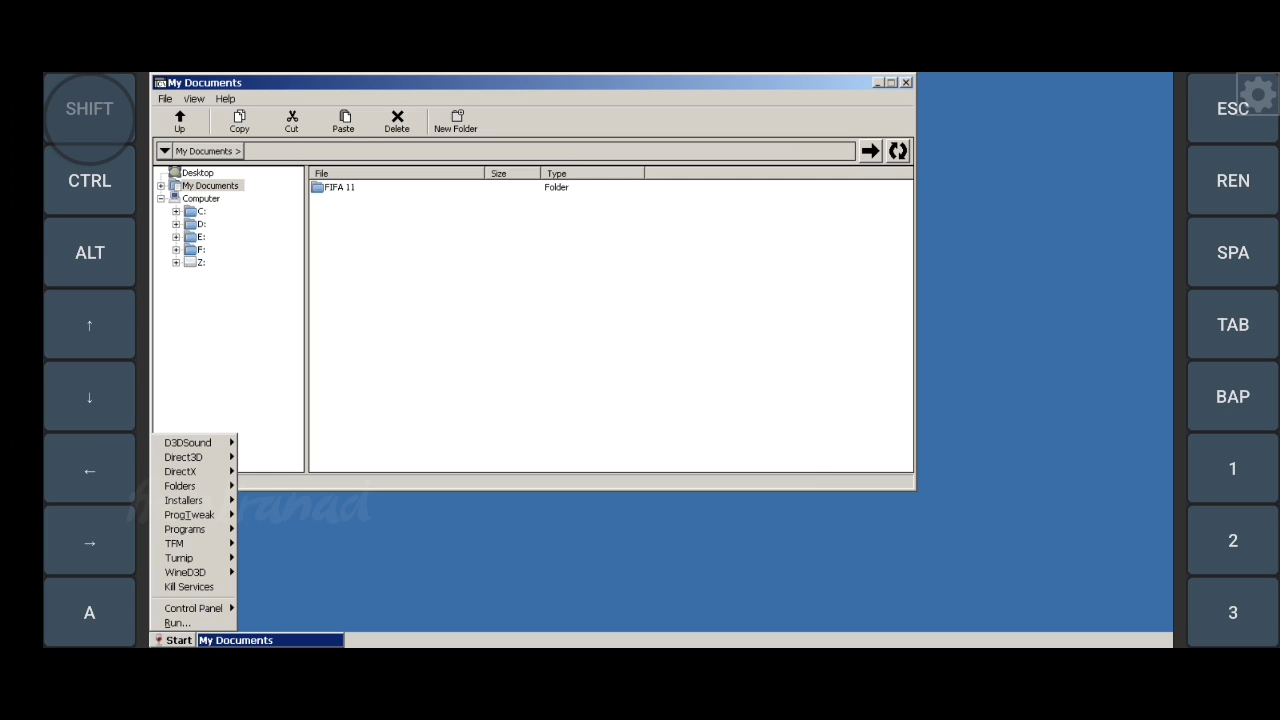 SHIFT
CTRL
ALT
↑
↓
←
→
A
My Documents
File View Help
Up Copy Cut Paste Delete New Folder
My Documents >
Desktop
My Documents
Computer
C:
D:
E:
F:
Z:
File Size Type
FIFA 11 Folder
D3DSound
Direct3D
DirectX
Folders
Installers
ProgTweak
Programs
TFM
Turnip
WineD3D
Kill Services
Control Panel
Run...
Start My Documents
ESC
REN
SPA
TAB
BAP
1
2
3